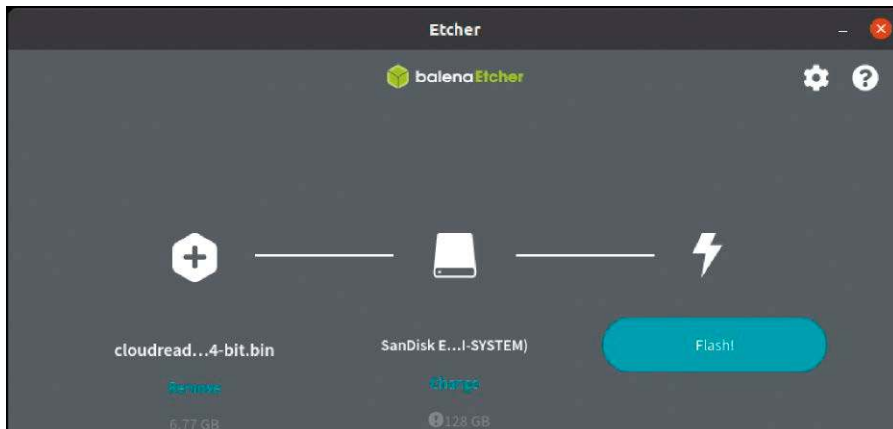 Etcher
balenaEtcher
cloudread...4-bit.bin
SanDisk E...I-SYSTEM)
Flash!
Remove
Change
6.77 GB
128 GB